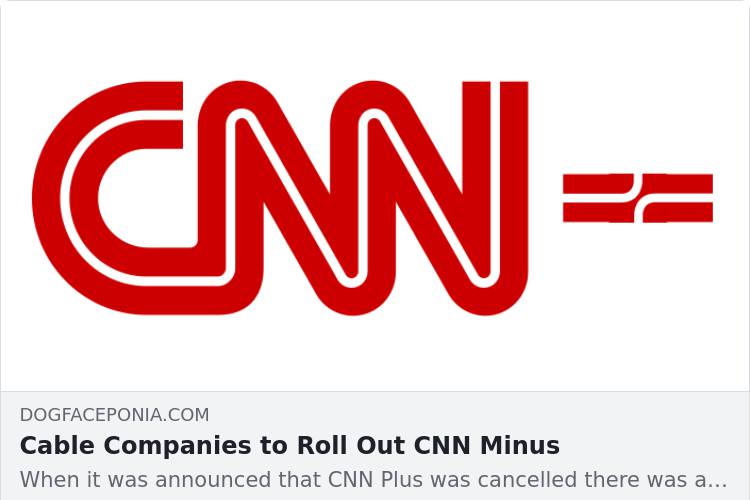 CNN
DOGFACEPONIA.COM
Cable Companies to Roll Out CNN Minus
When it was announced that CNN Plus was cancelled there was a...